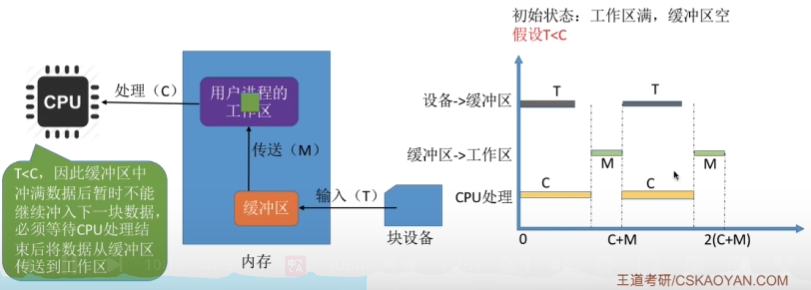 初始状态：工作区满，缓冲区空
假设T<C
CPU
处理（C）
用户进程的
工作区
传送（M）
缓冲区
输入（T）
块设备
内存
T<C，因此缓冲区中
冲满数据后暂时不能
继续冲入下一块数据，
必须等待CPU处理结
束后将数据从缓冲区
传送到工作区
设备->缓冲区
T
T
缓冲区->工作区
M
M
CPU处理
C
C
0
C+M
2(C+M)
王道考研/CSKAOYAN.COM